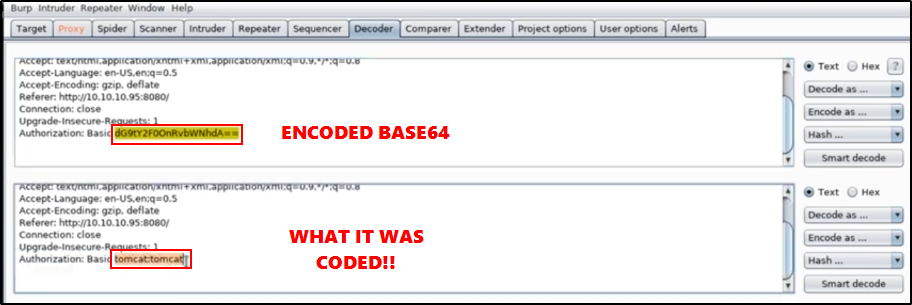 Burp Intruder Repeater Window Help
Target Proxy Spider Scanner Intruder Repeater Sequencer Decoder Comparer Extender Project options User options Alerts
Accept: text/html,application/xhtml+xml,application/xml;q=0.9,*/*;q=0.8
Accept-Language: en-US,en;q=0.5
Accept-Encoding: gzip, deflate
Referer: http://10.10.10.95:8080/
Connection: close
Upgrade-Insecure-Requests: 1
Authorization: Basic dG9tY2F0OnRvbWNhdA==
ENCODED BASE64
Text Hex ?
Decode as ...
Encode as ...
Hash ...
Smart decode
Accept: text/html,application/xhtml+xml,application/xml;q=0.9,*/*;q=0.8
Accept-Language: en-US,en;q=0.5
Accept-Encoding: gzip, deflate
Referer: http://10.10.10.95:8080/
Connection: close
Upgrade-Insecure-Requests: 1
Authorization: Basic tomcat:tomcat
WHAT IT WAS
CODED!!
Text Hex
Decode as ...
Encode as ...
Hash ...
Smart decode